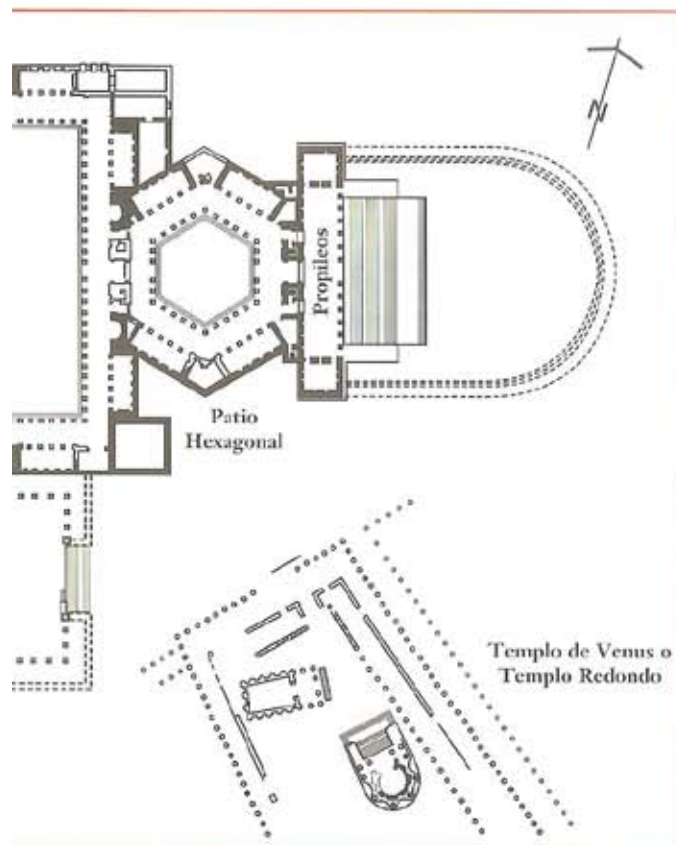 N
Propileos
Patio
Hexagonal
Templo de Venus o
Templo Redondo